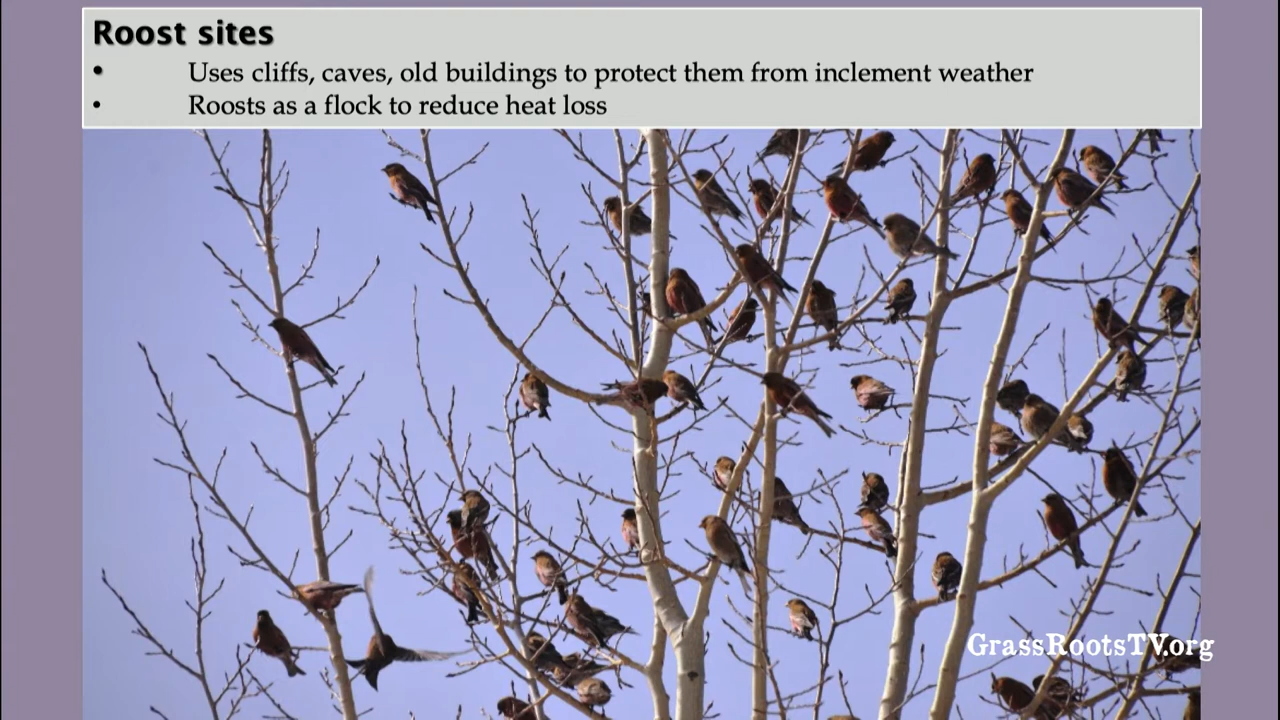 Roost sites
• Uses cliffs, caves, old buildings to protect them from inclement weather
• Roosts as a flock to reduce heat loss
GrassRootsTV.org